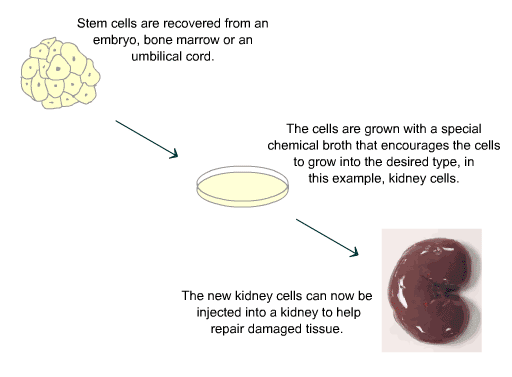 Stem cells are recovered from an
embryo, bone marrow or an
umbilical cord.
The cells are grown with a special
chemical broth that encourages the cells
to grow into the desired type, in
this example, kidney cells.
The new kidney cells can now be
injected into a kidney to help
repair damaged tissue.